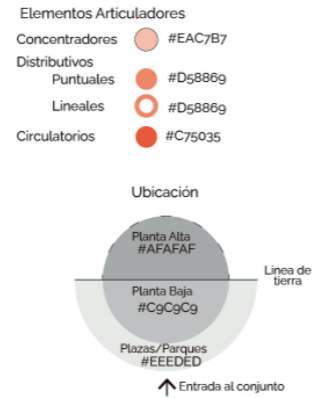 Elementos Articuladores
Concentradores #EAC7B7
Distributivos
Puntuales #D58869
Lineales #D58869
Circulatorios #C75035
Ubicación
Planta Alta
#AFAFAF
Linea de
tierra
Planta Baja
#C9C9C9
Plazas/Parques
#EEEDED
Entrada al conjunto